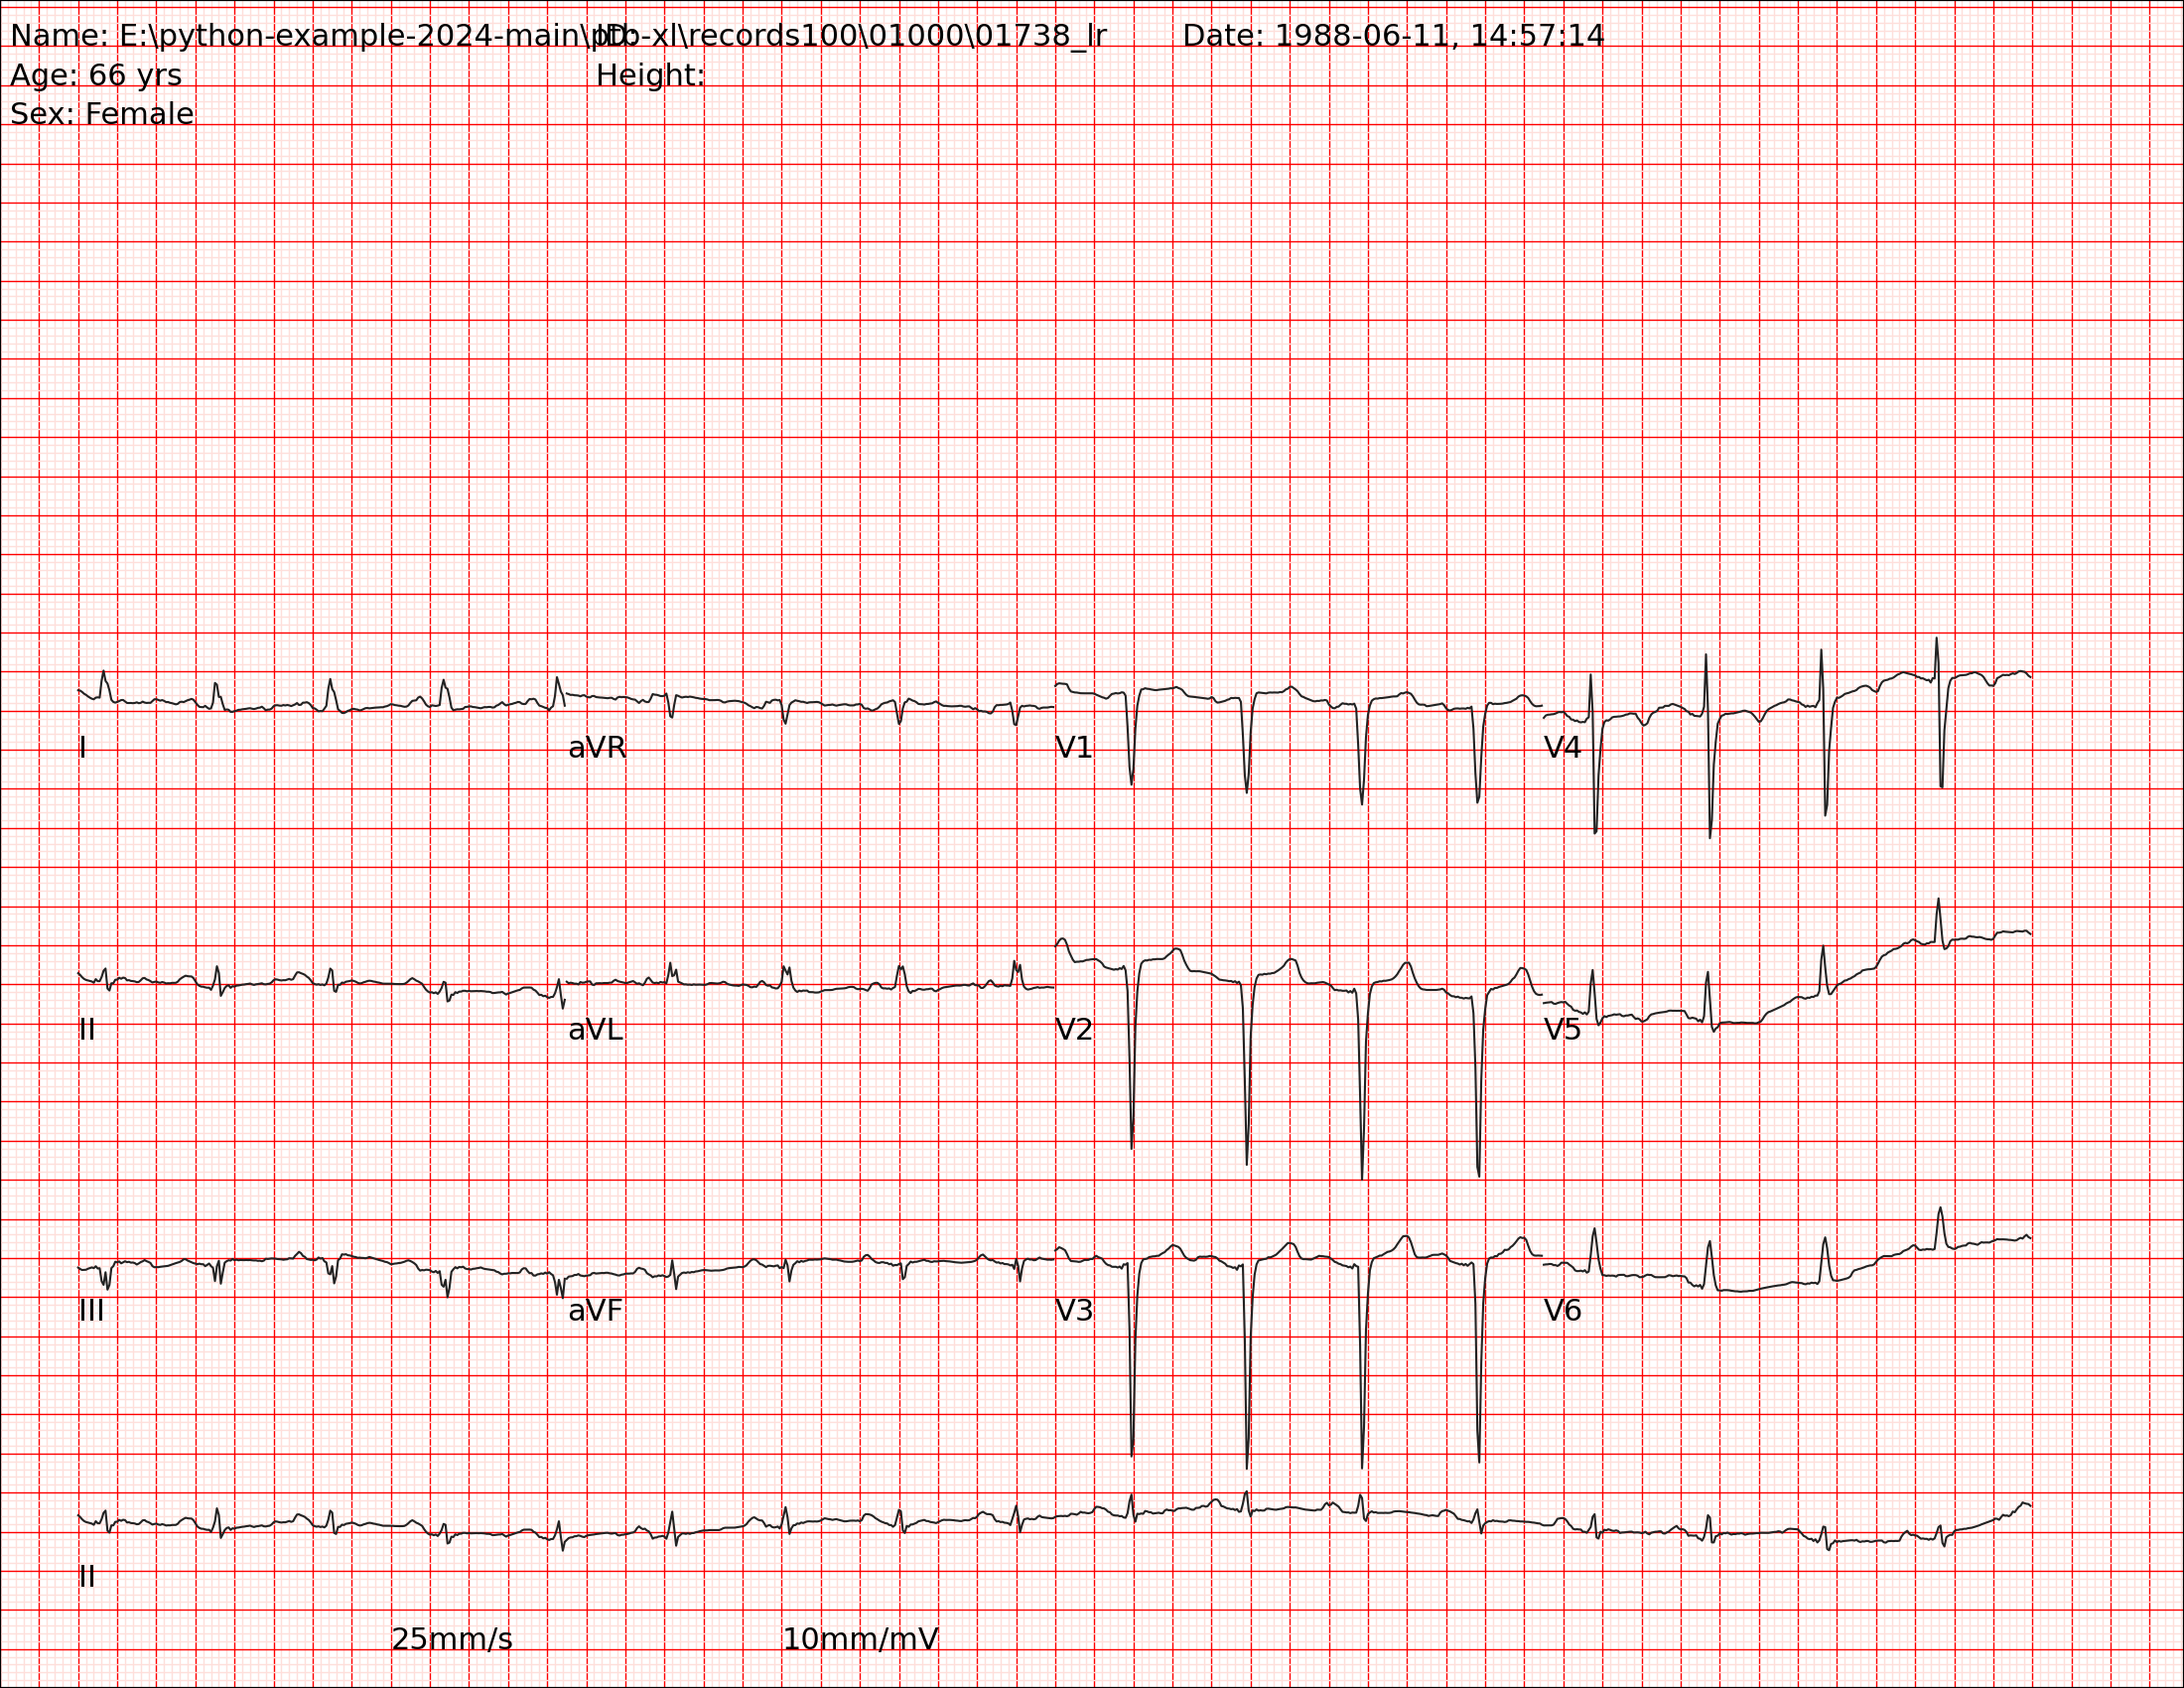 Name: E:\python-example-2024-main\ptb-xl\records100\01000\01738_lr ID: Date: 1988-06-11, 14:57:14
Age: 66 yrs Height:
Sex: Female
I aVR V1 V4
II aVL V2 V5
III aVF V3 V6
II
25mm/s 10mm/mV